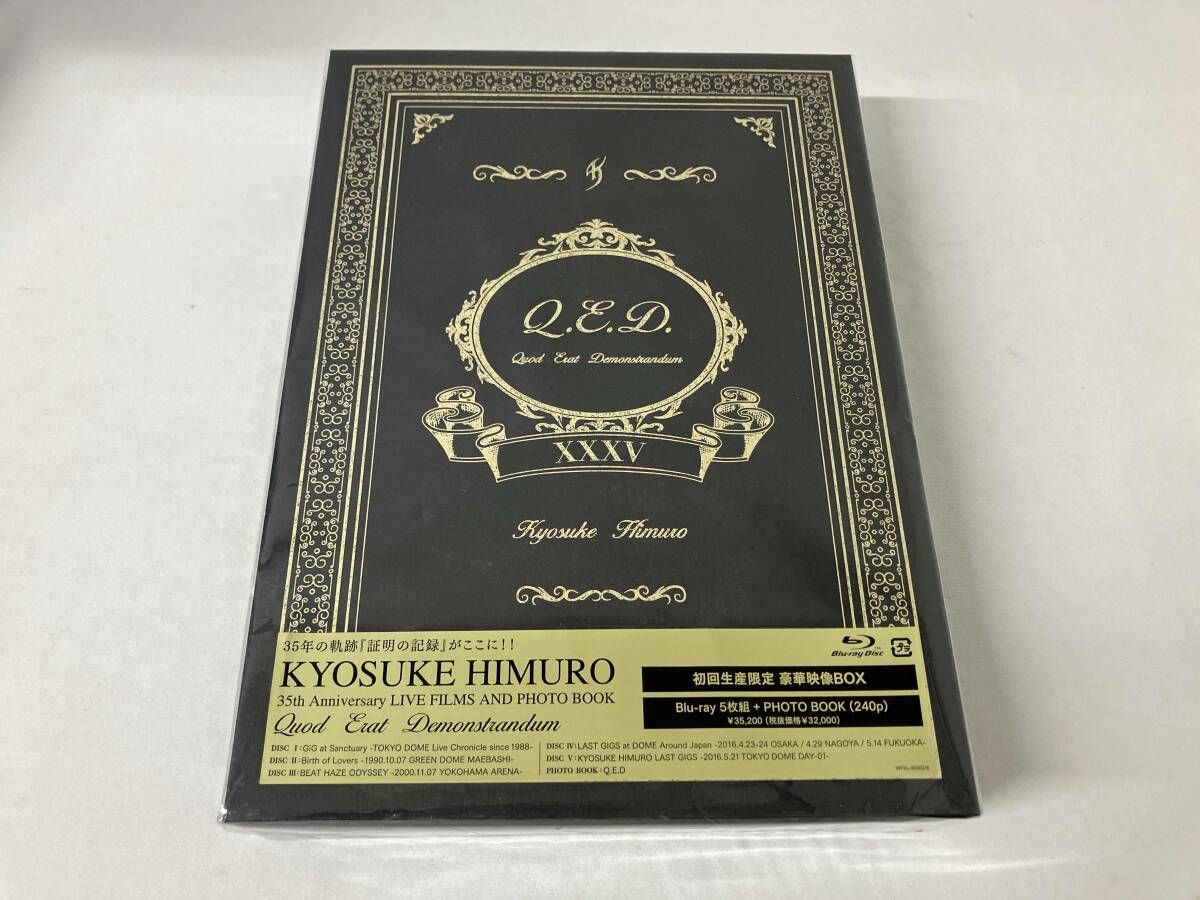 Q.E.D.
Quod Erat Demonstrandum
XXXV
Kyosuke Himuro
35年の軌跡『証明の記録』がここに!!
KYOSUKE HIMURO
35th Anniversary LIVE FILMS AND PHOTO BOOK
Quod Erat Demonstrandum
DISC I:GiG at Sanctuary -TOKYO DOME Live Chronicle since 1988-
DISC II:Birth of Lovers -1990.10.07 GREEN DOME MAEBASHI-
DISC III:BEAT HAZE ODYSSEY -2000.11.07 YOKOHAMA ARENA-
Blu-ray Disc
プラ
初回生産限定 豪華映像BOX
Blu-ray 5枚組 + PHOTO BOOK (240p)
¥35,200 (税抜価格¥32,000)
DISC IV:LAST GIGS at DOME Around Japan -2016.4.23-24 OSAKA / 4.29 NAGOYA / 5.14 FUKUOKA-
DISC V:KYOSUKE HIMURO LAST GIGS -2016.5.21 TOKYO DOME DAY-01-
PHOTO BOOK:Q.E.D